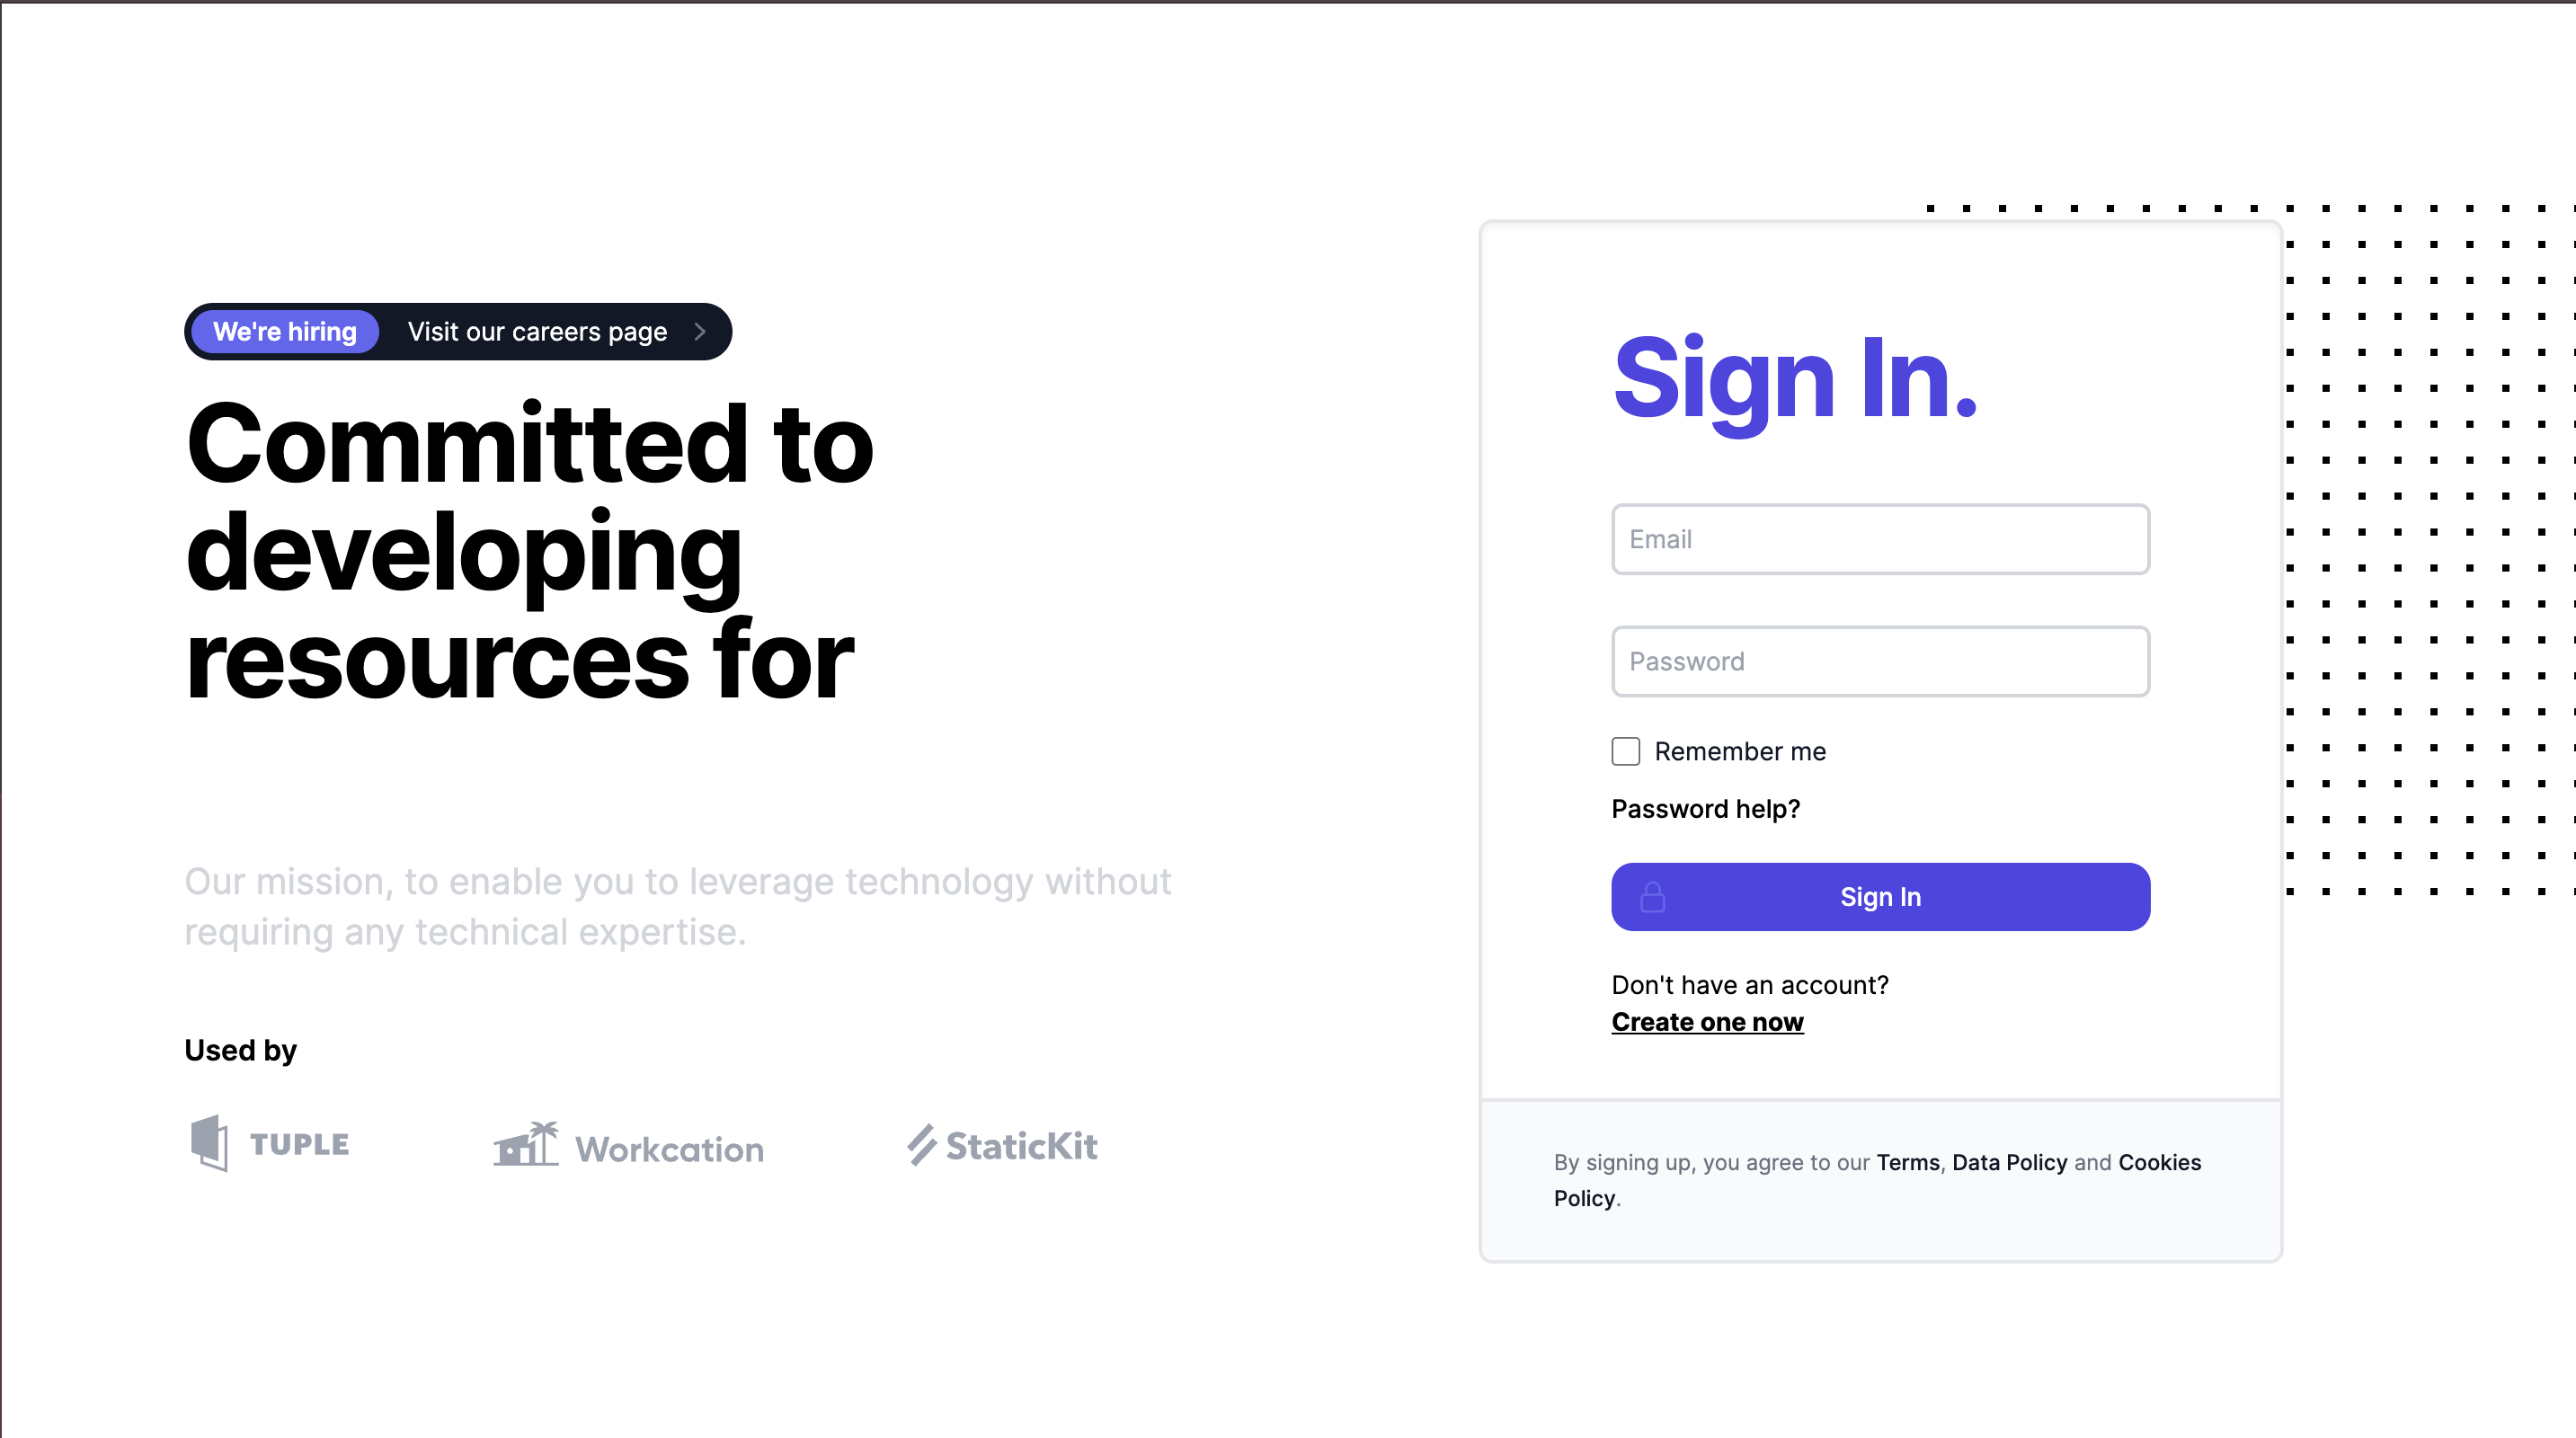 We're hiring Visit our careers page
Committed to
developing
resources for
Our mission, to enable you to leverage technology without
requiring any technical expertise.
Used by
TUPLE
Workcation
StaticKit
Sign In.
Email
Password
Remember me
Password help?
Sign In
Don't have an account?
Create one now
By signing up, you agree to our Terms, Data Policy and Cookies
Policy.